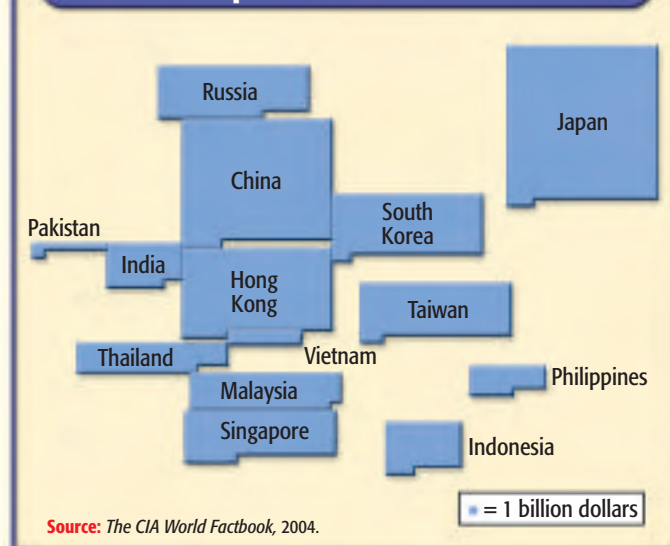 Russia
Japan
China
South
Korea
Pakistan
India
Hong
Kong
Taiwan
Thailand
Vietnam
Malaysia
Philippines
Singapore
Indonesia
= 1 billion dollars
Source: The CIA World Factbook, 2004.